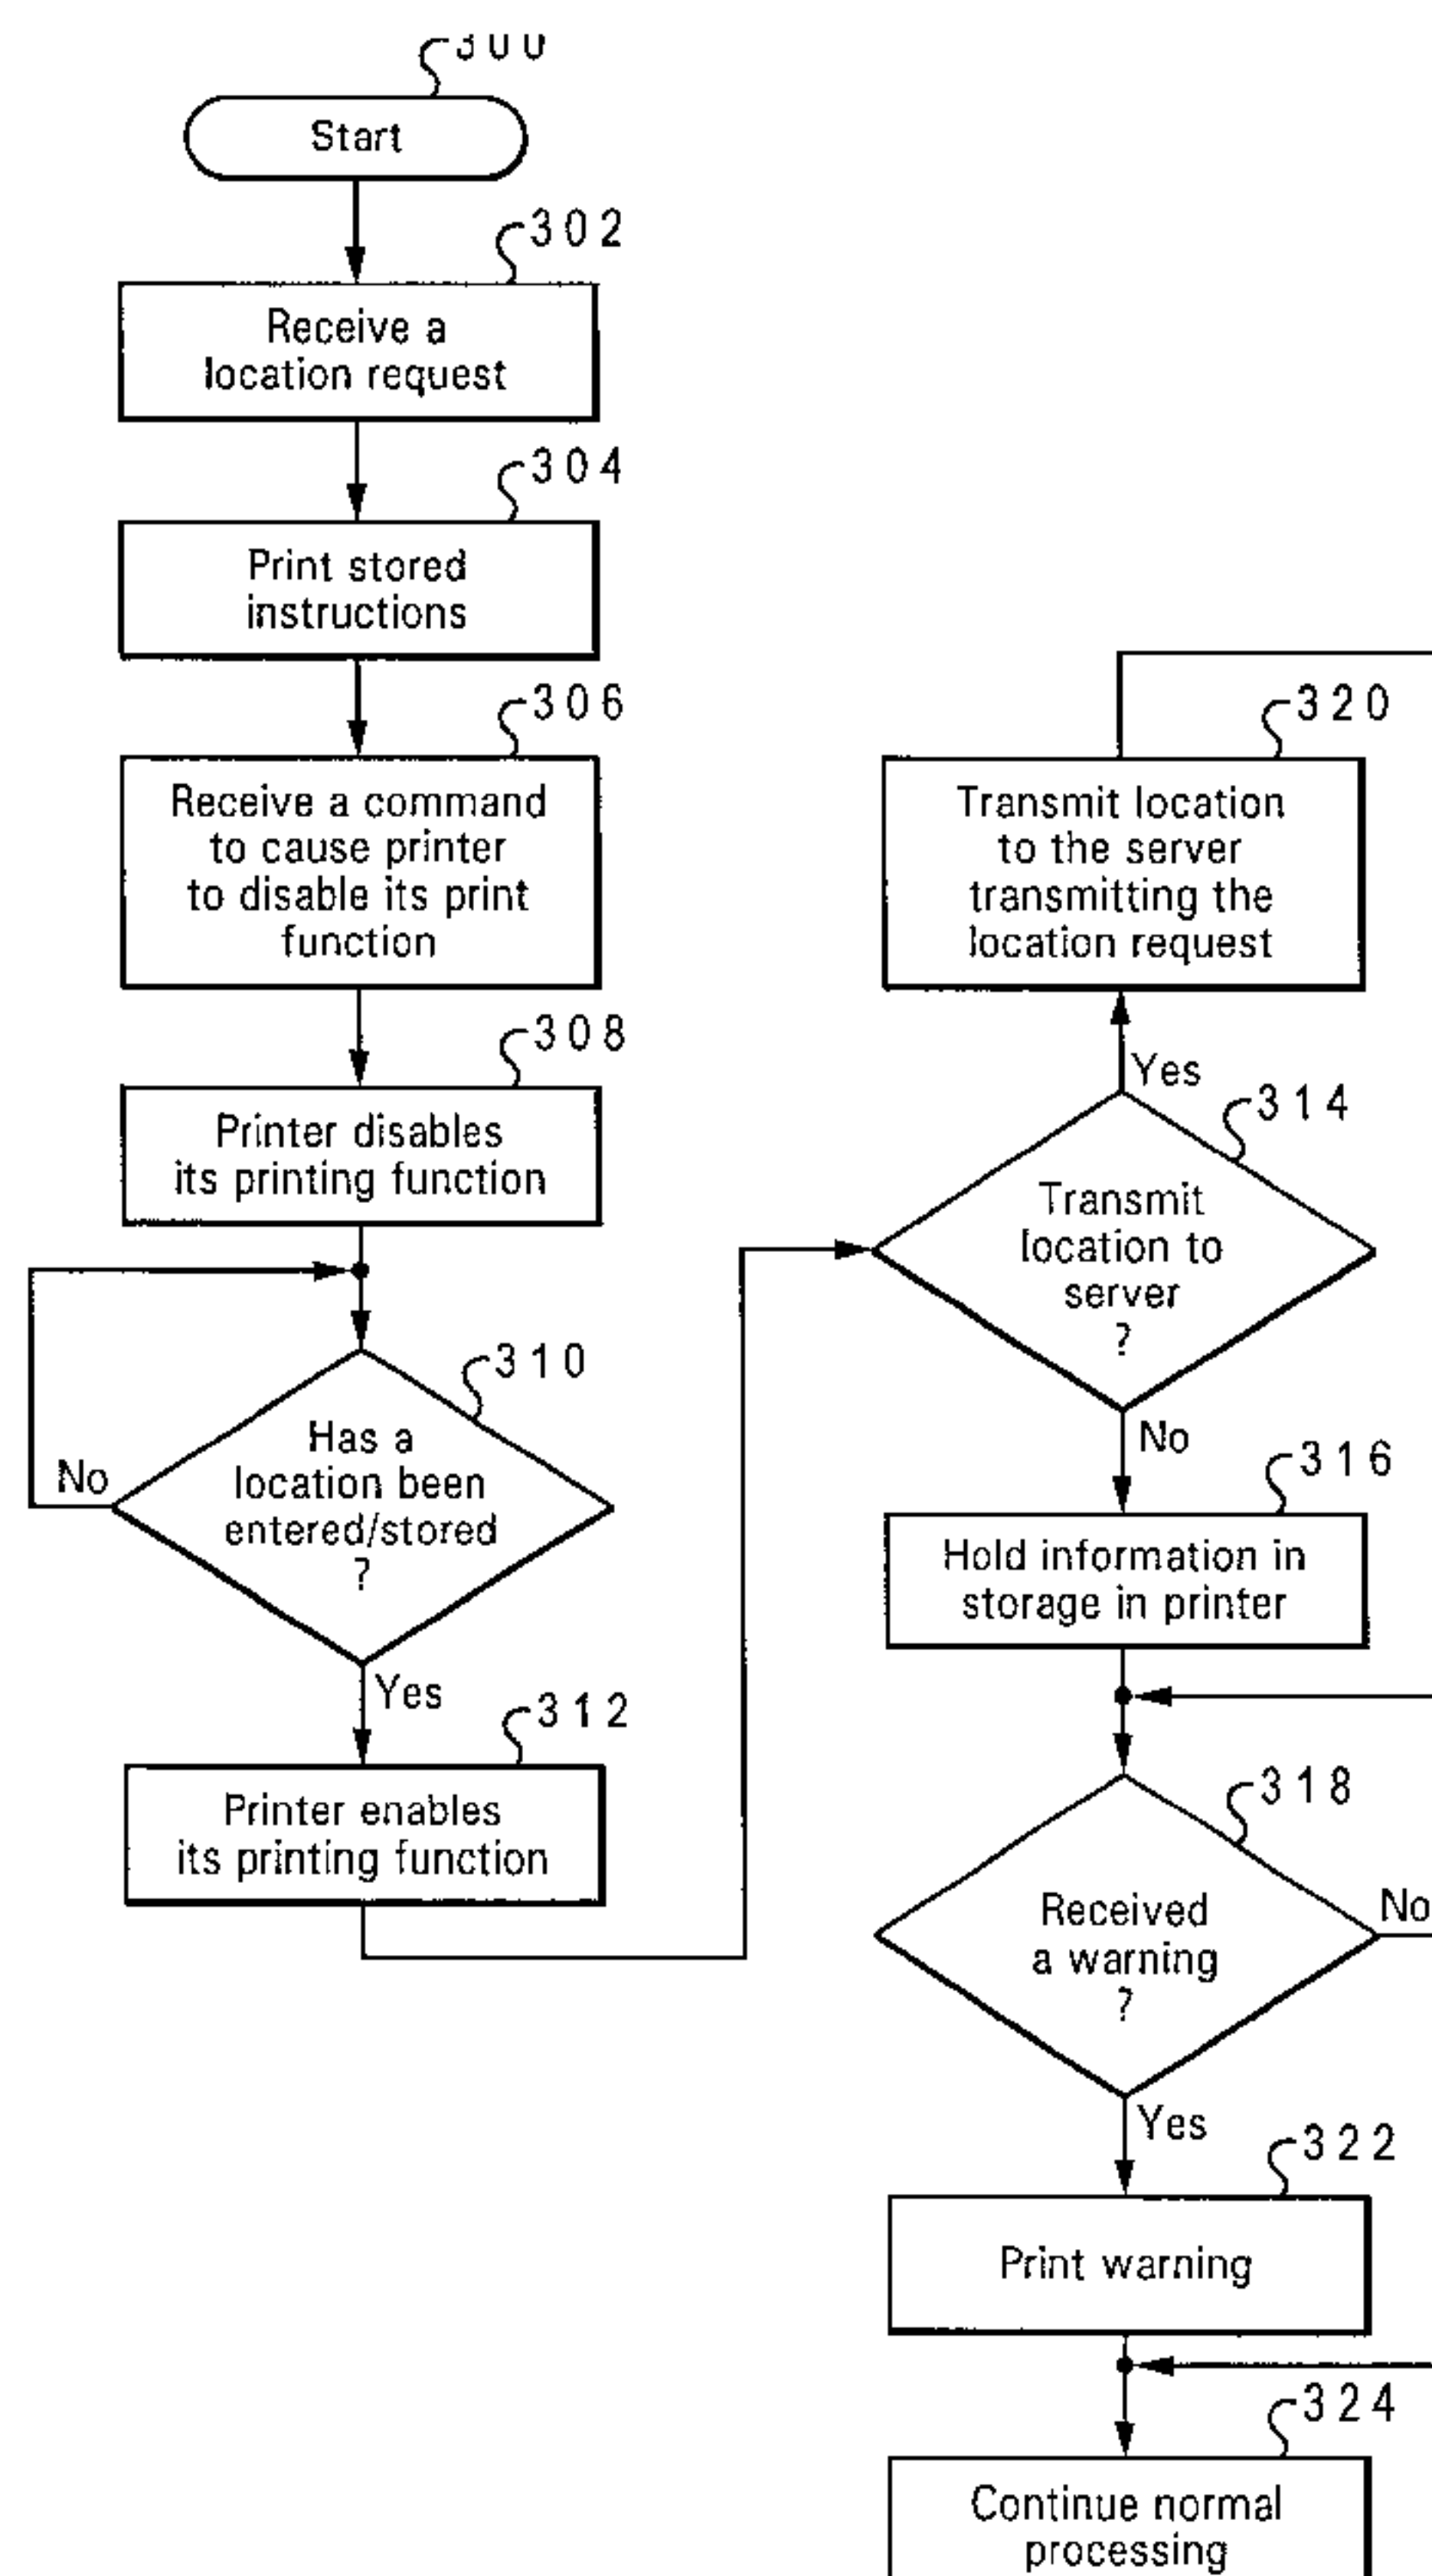 300
Start
302
Receive a
location request
304
Print stored
instructions
306
Receive a command
to cause printer
to disable its print
function
308
Printer disables
its printing function
310
Has a
location been
entered/stored
?
No
Yes
312
Printer enables
its printing function
320
Transmit location
to the server
transmitting the
location request
Yes
314
Transmit
location to
server
?
No
316
Hold information in
storage in printer
318
Received
a warning
?
No
Yes
322
Print warning
324
Continue normal
processing